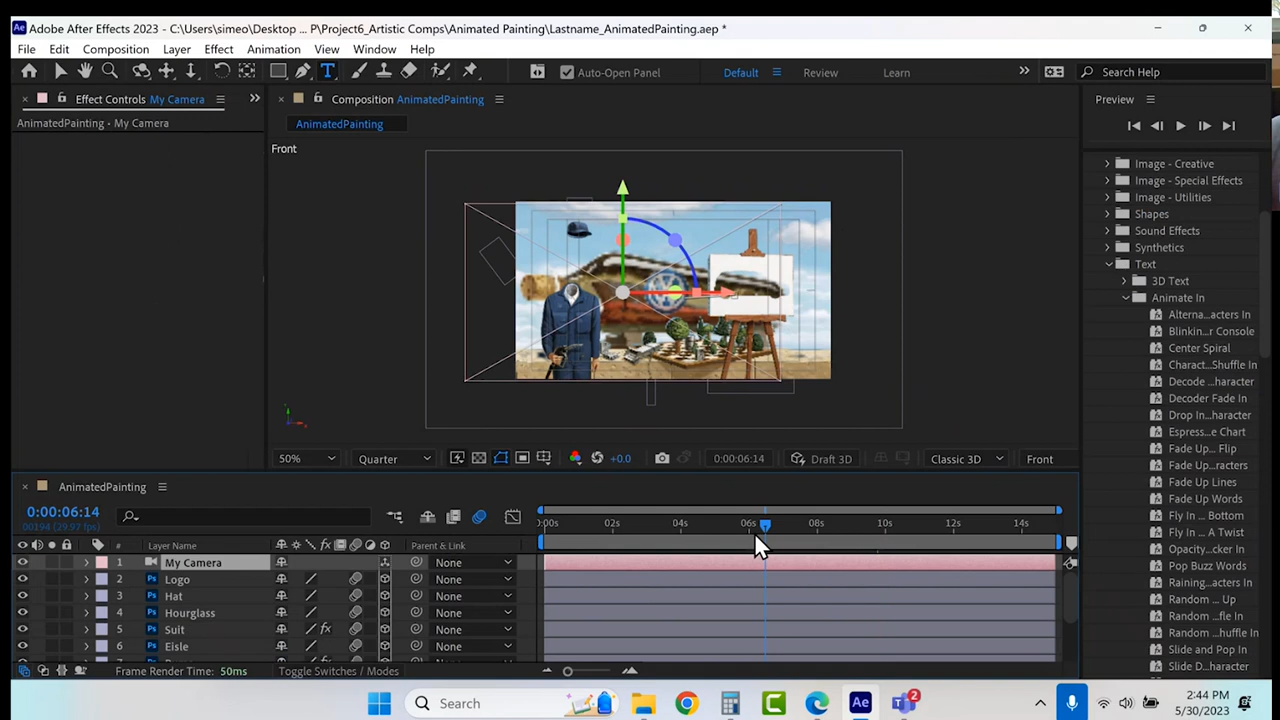 Adobe After Effects 2023 - C:\Users\simeo\Desktop ... P\Project6_Artistic Comps\Animated Painting\Lastname_AnimatedPainting.aep *
File Edit Composition Layer Effect Animation View Window Help
Auto-Open Panel Default Review Learn Search Help
Effect Controls My Camera Composition AnimatedPainting Preview
AnimatedPainting • My Camera AnimatedPainting
Front
Image - Creative
Image - Special Effects
Image - Utilities
Shapes
Sound Effects
Synthetics
Text
3D Text
Animate In
Alterna...acters In
Blinkin...r Console
Center Spiral
Charact...Shuffle In
Decode ...haracter
Decoder Fade In
Drop In...haracter
Espress...e Chart
Fade Up... Flip
Fade Up...racters
Fade Up Lines
Fade Up Words
Fly In ... Bottom
Fly In ... A Twist
Opacity...cker In
Pop Buzz Words
Raining...acters In
Random ... Up
Random ...fle In
Random ...huffle In
Slide and Pop In
Slide D...haracter
50% Quarter +0.0 0:00:06:14 Draft 3D Classic 3D Front
AnimatedPainting
0:00:06:14
00194 (29.97 fps)
0:00s 02s 04s 06s 08s 10s 12s 14s
# Layer Name Parent & Link
1 My Camera None
2 Logo None
3 Hat None
4 Hourglass None
5 Suit None
6 Eisle None
Frame Render Time: 50ms Toggle Switches / Modes
Search
2
2:44 PM
5/30/2023